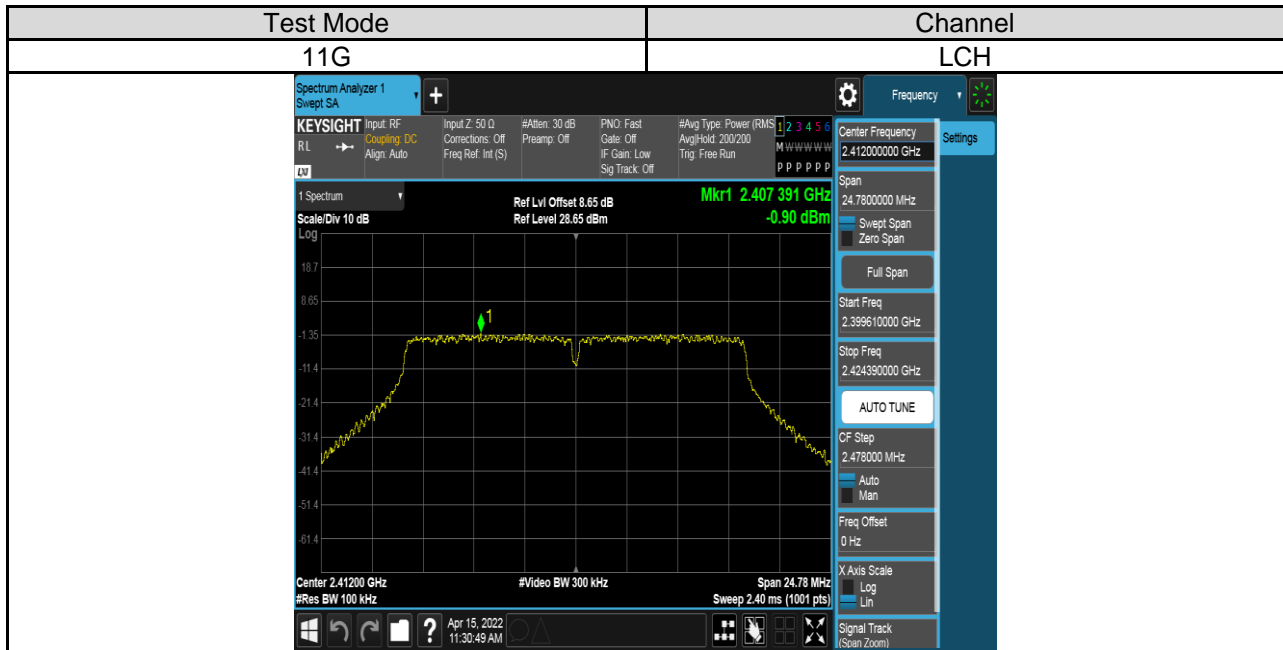 Test Mode
Channel
11G
LCH
Spectrum Analyzer 1
Swept SA
+
Frequency
KEYSIGHT
RL
LXI
Input: RF
Coupling: DC
Align: Auto
Input Z: 50 Ω
Corrections: Off
Freq Ref: Int (S)
#Atten: 30 dB
Preamp: Off
PNO: Fast
Gate: Off
IF Gain: Low
Sig Track: Off
#Avg Type: Power (RMS
Avg|Hold: 200/200
Trig: Free Run
1 2 3 4 5 6
M W W W W W
P P P P P P
1 Spectrum
Scale/Div 10 dB
Log
Ref Lvl Offset 8.65 dB
Ref Level 28.65 dBm
Mkr1 2.407 391 GHz
-0.90 dBm
18.7
8.65
-1.35
-11.4
-21.4
-31.4
-41.4
-51.4
-61.4
1
Center 2.41200 GHz
#Res BW 100 kHz
#Video BW 300 kHz
Span 24.78 MHz
Sweep 2.40 ms (1001 pts)
?
Apr 15, 2022
11:30:49 AM
Center Frequency
2.412000000 GHz
Settings
Span
24.7800000 MHz
Swept Span
Zero Span
Full Span
Start Freq
2.399610000 GHz
Stop Freq
2.424390000 GHz
AUTO TUNE
CF Step
2.478000 MHz
Auto
Man
Freq Offset
0 Hz
X Axis Scale
Log
Lin
Signal Track
(Span Zoom)